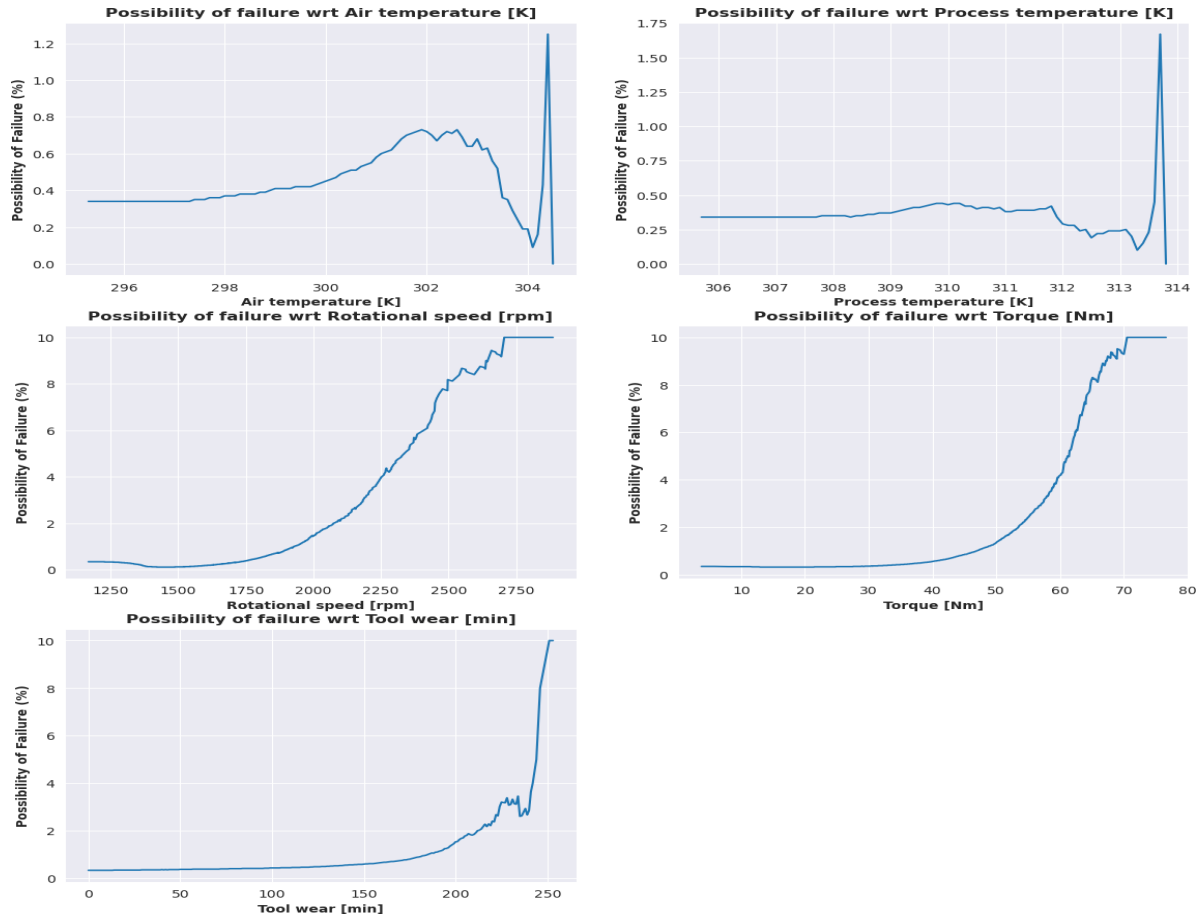 Possibility of failure wrt Air temperature [K]
Possibility of Failure (%)
1.2
1.0
0.8
0.6
0.4
0.2
0.0
296 298 300 302 304
Air temperature [K]
Possibility of failure wrt Process temperature [K]
Possibility of Failure (%)
1.75
1.50
1.25
1.00
0.75
0.50
0.25
0.00
306 307 308 309 310 311 312 313 314
Process temperature [K]
Possibility of failure wrt Rotational speed [rpm]
Possibility of Failure (%)
10
8
6
4
2
0
1250 1500 1750 2000 2250 2500 2750
Rotational speed [rpm]
Possibility of failure wrt Torque [Nm]
Possibility of Failure (%)
10
8
6
4
2
0
10 20 30 40 50 60 70 80
Torque [Nm]
Possibility of failure wrt Tool wear [min]
Possibility of Failure (%)
10
8
6
4
2
0
0 50 100 150 200 250
Tool wear [min]